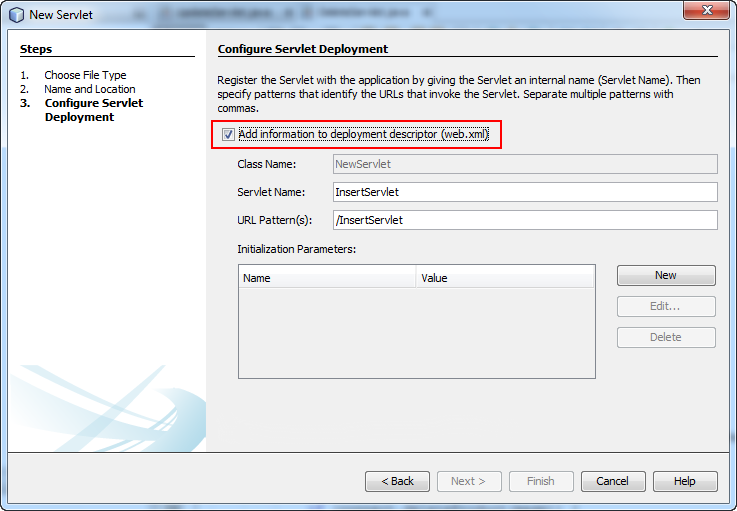 New Servlet
Steps
1. Choose File Type
2. Name and Location
3. Configure Servlet
Deployment
Configure Servlet Deployment
Register the Servlet with the application by giving the Servlet an internal name (Servlet Name). Then
specify patterns that identify the URLs that invoke the Servlet. Separate multiple patterns with
commas.
Add information to deployment descriptor (web.xml)
Class Name: NewServlet
Servlet Name: InsertServlet
URL Pattern(s): /InsertServlet
Initialization Parameters:
Name Value
New
Edit...
Delete
< Back Next > Finish Cancel Help